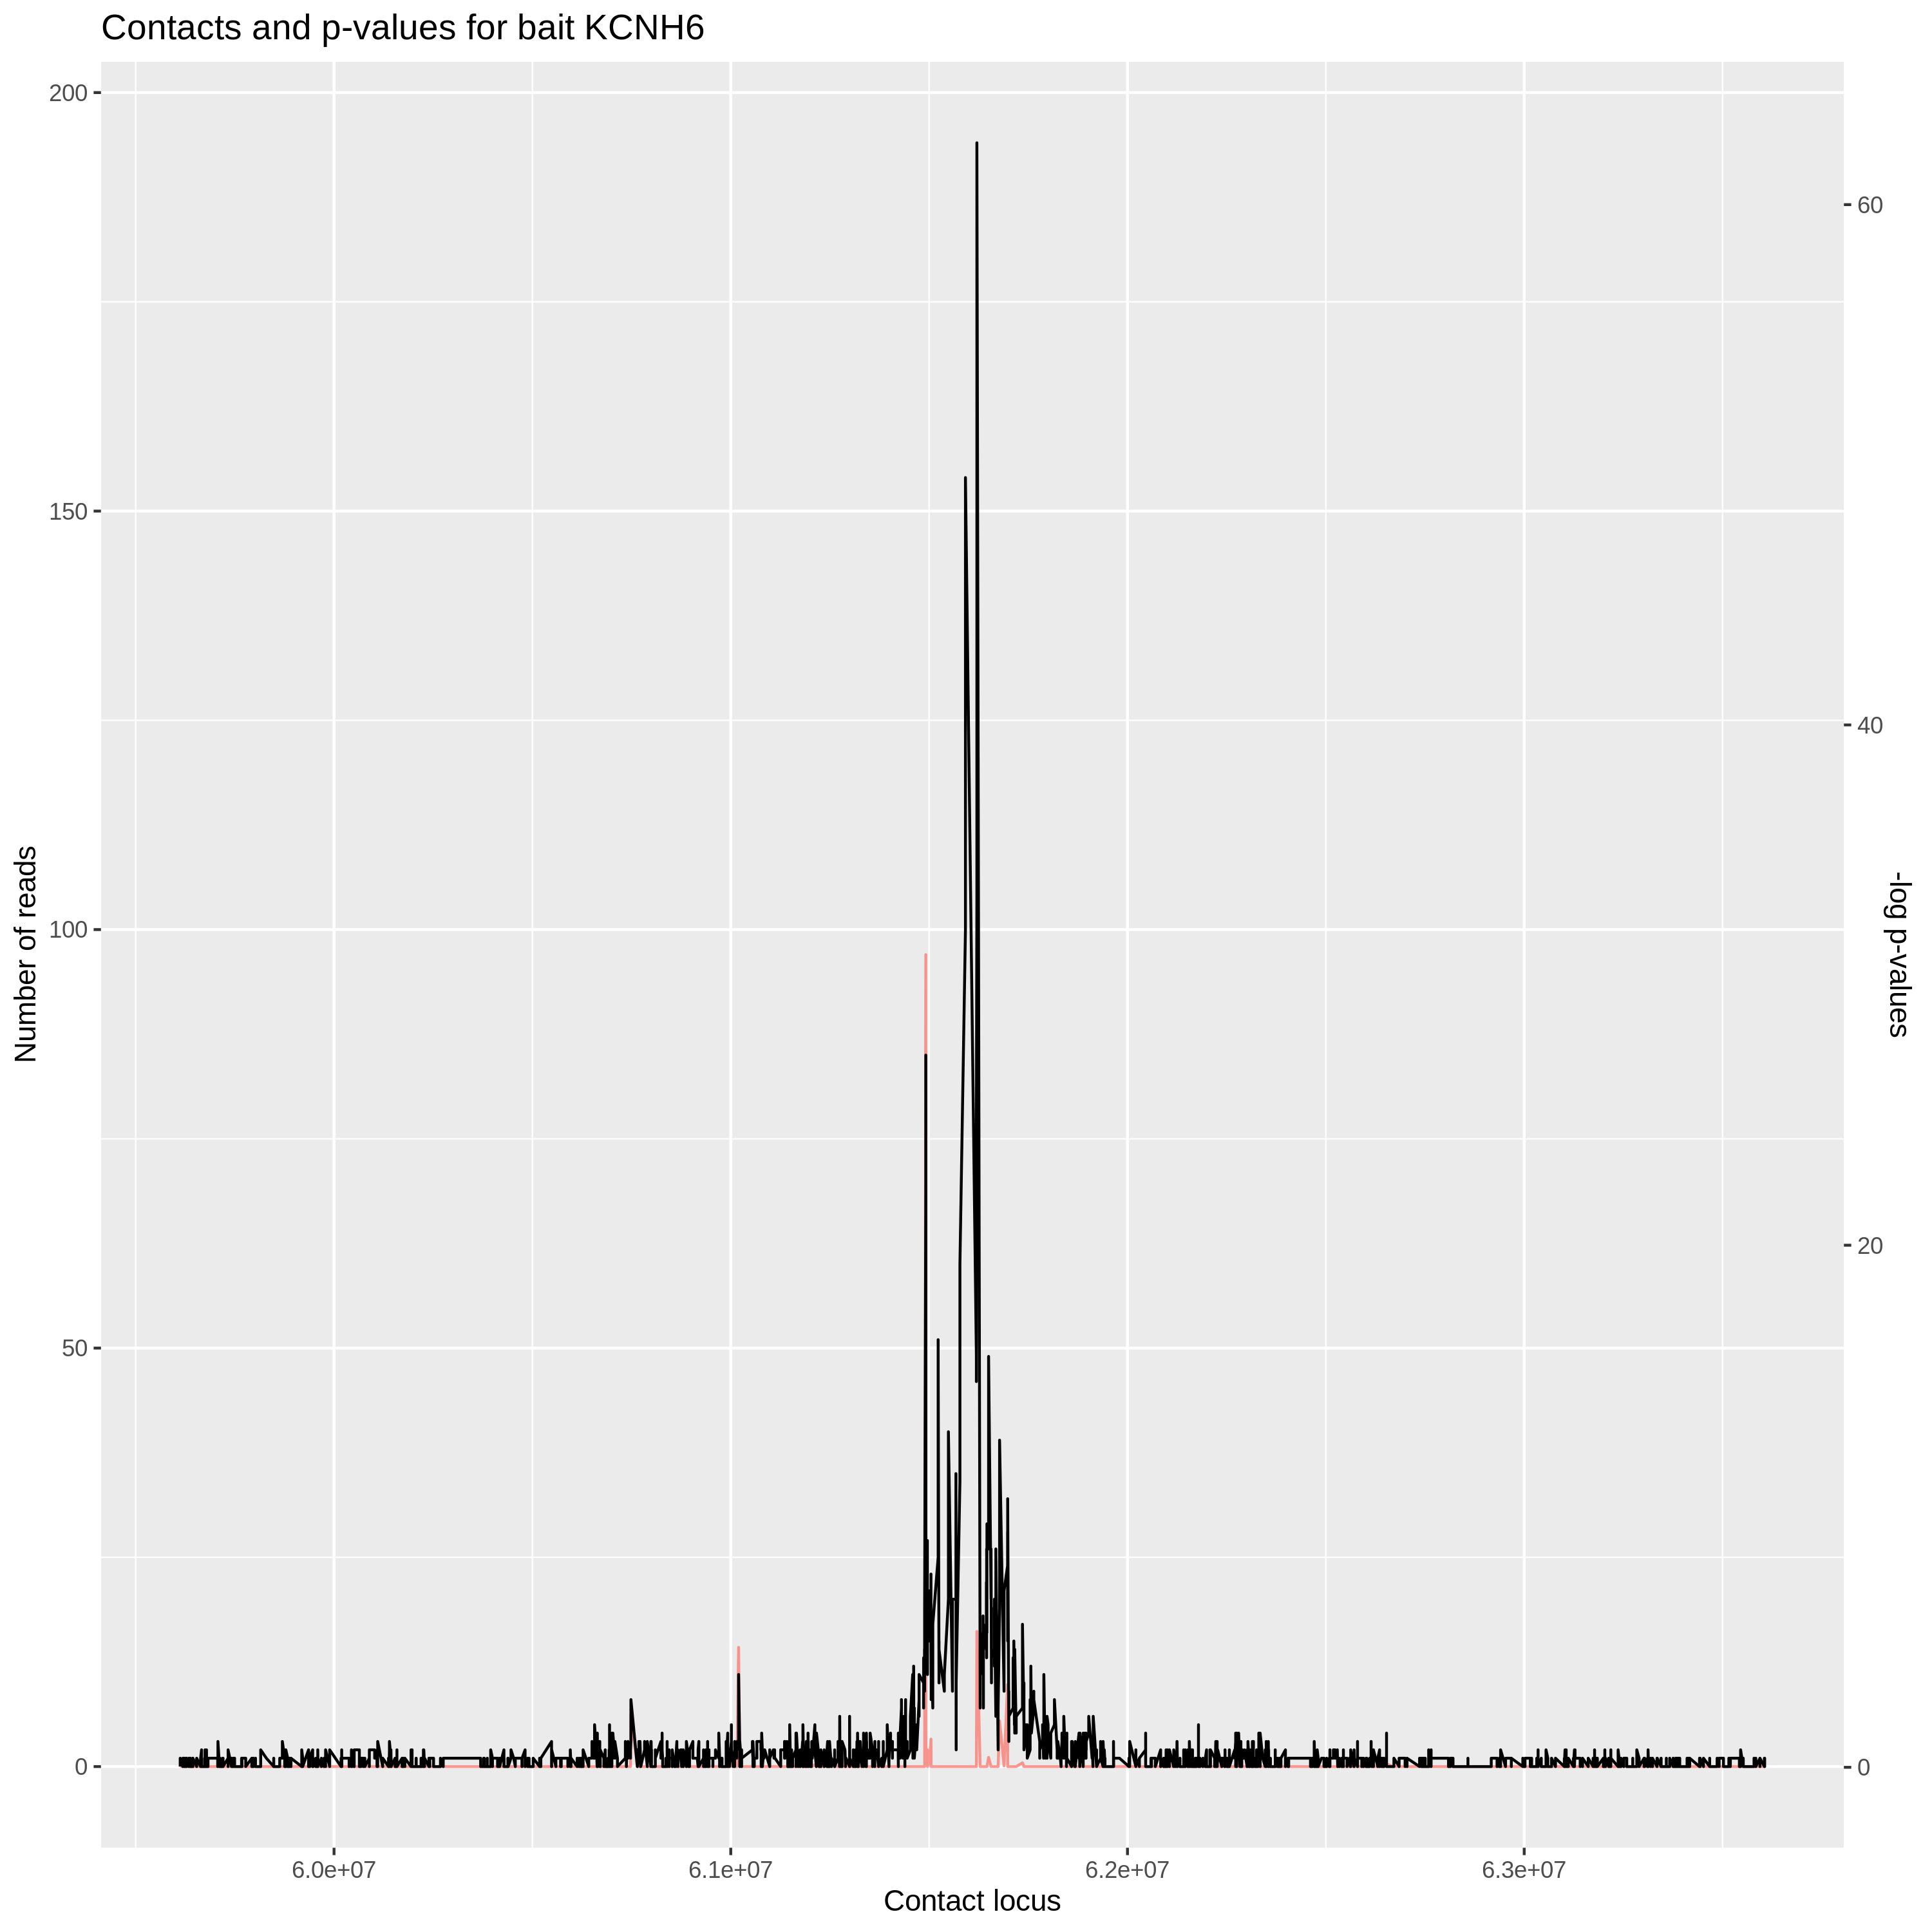 Contacts and p-values for bait KCNH6
200
150
100
50
0
Number of reads
60
40
20
0
-log p-values
6.0e+07
6.1e+07
6.2e+07
6.3e+07
Contact locus